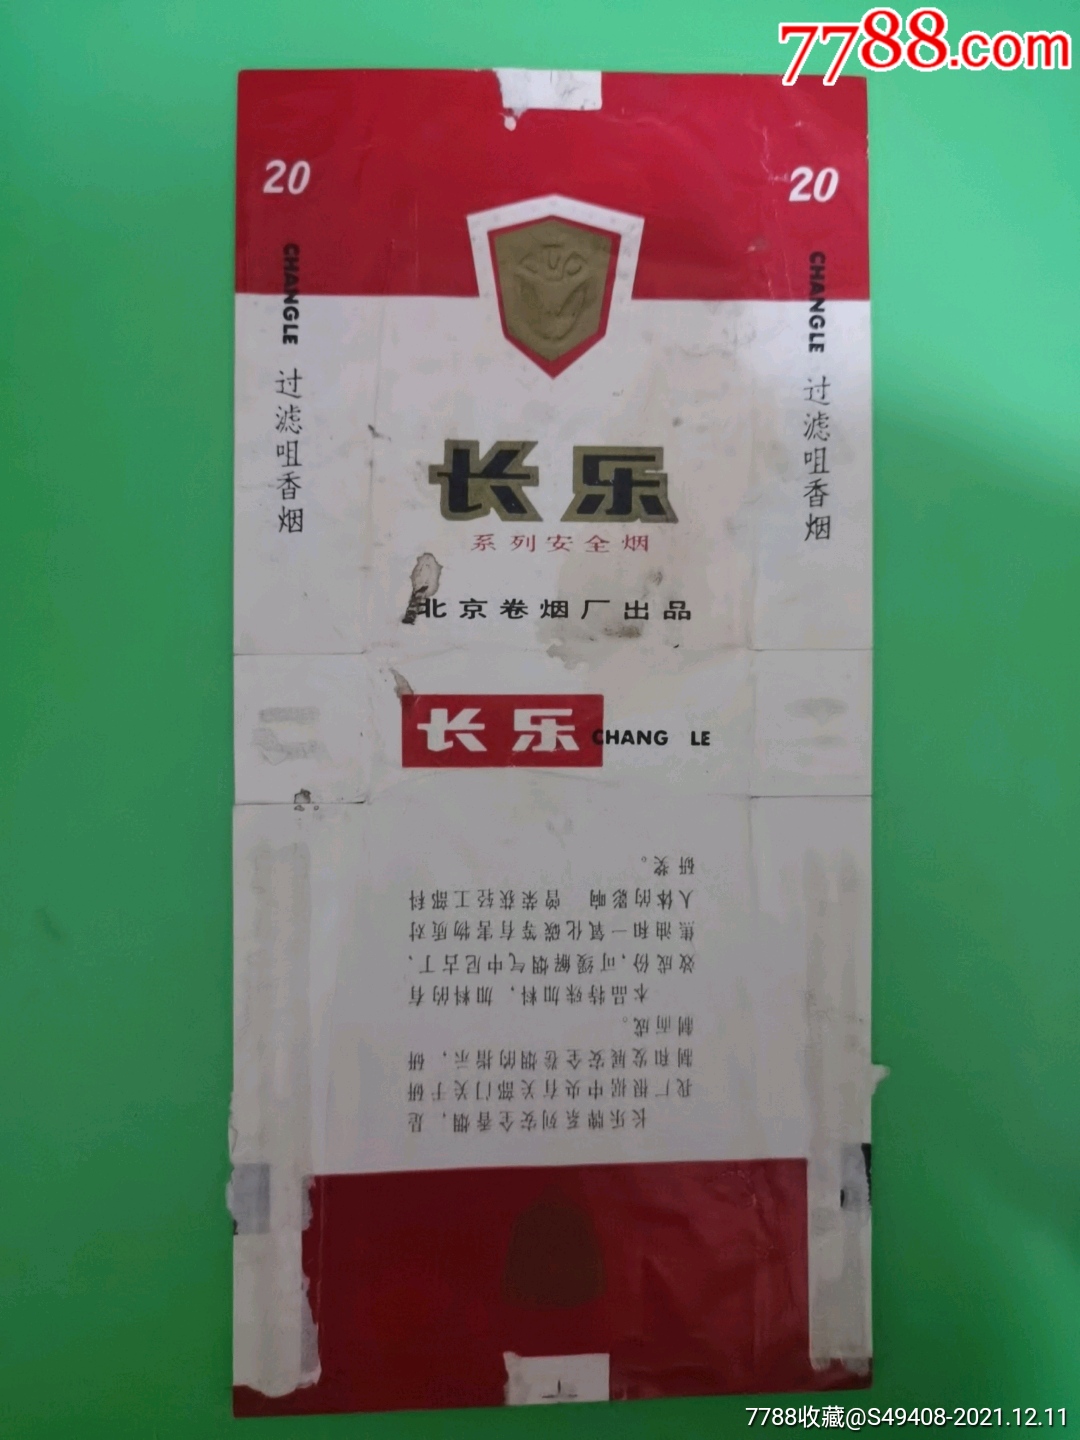 7788.com
20
20
CHANGLE 过滤咀香烟
CHANGLE 过滤咀香烟
长乐
系列安全烟
北京卷烟厂出品
长乐
CHANG LE
长乐牌系列安全香烟，是
我厂根据中央有关部门关于研
制和发展安全卷烟的指示，研
制而成。
本品特殊加料，加料的有
效成份，可缓解烟气中尼古丁、
焦油和一氧化碳等有害物质对
人体的影响 曾荣获轻工部科
研奖。
7788收藏@S49408-2021.12.11